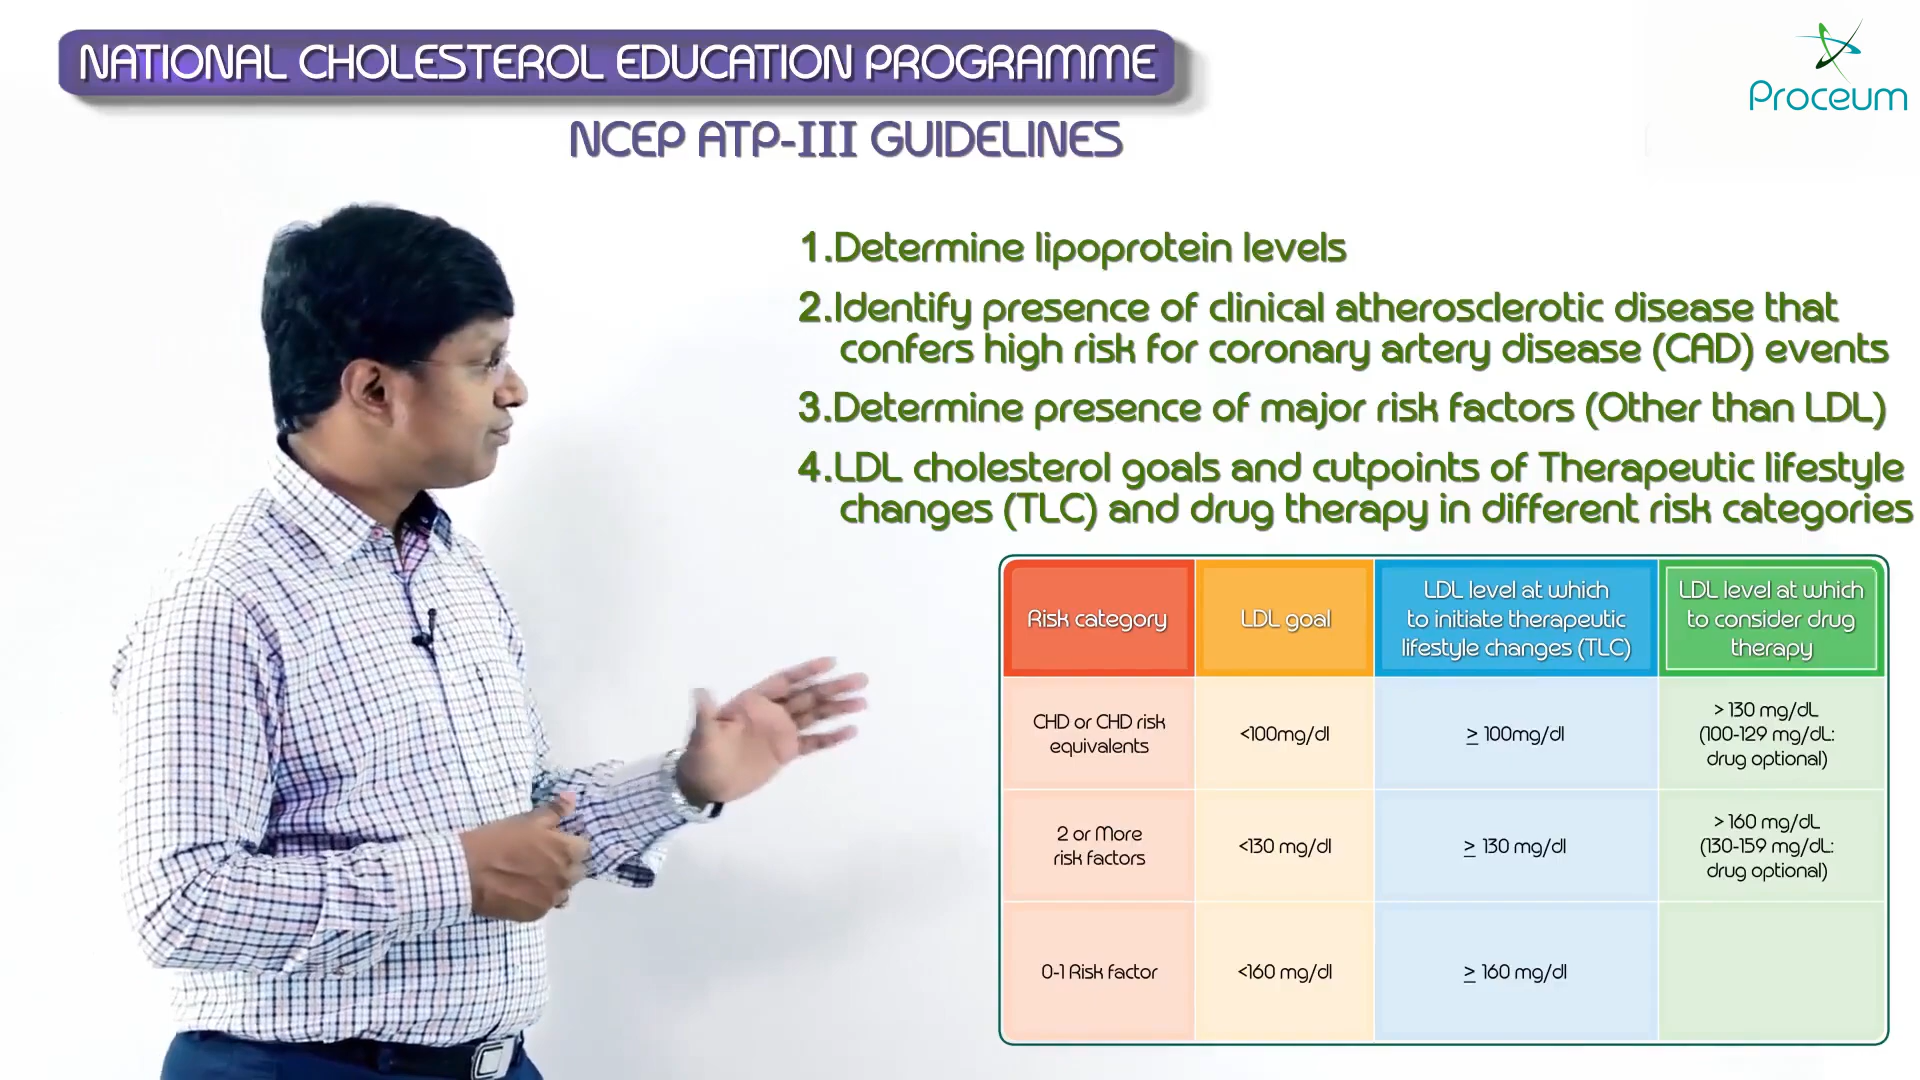 NATIONAL CHOLESTEROL EDUCATION PROGRAMME
Proceum
NCEP ATP-III GUIDELINES
1.Determine lipoprotein levels
2.Identify presence of clinical atherosclerotic disease that
confers high risk for coronary artery disease (CAD) events
3.Determine presence of major risk factors (Other than LDL)
4.LDL cholesterol goals and cutpoints of Therapeutic lifestyle
changes (TLC) and drug therapy in different risk categories
Risk category
LDL goal
LDL level at which
to initiate therapeutic
lifestyle changes (TLC)
LDL level at which
to consider drug
therapy
CHD or CHD risk
equivalents
<100mg/dl
≥ 100mg/dl
> 130 mg/dL
(100-129 mg/dL:
drug optional)
2 or More
risk factors
<130 mg/dl
≥ 130 mg/dl
> 160 mg/dL
(130-159 mg/dL:
drug optional)
0-1 Risk factor
<160 mg/dl
≥ 160 mg/dl